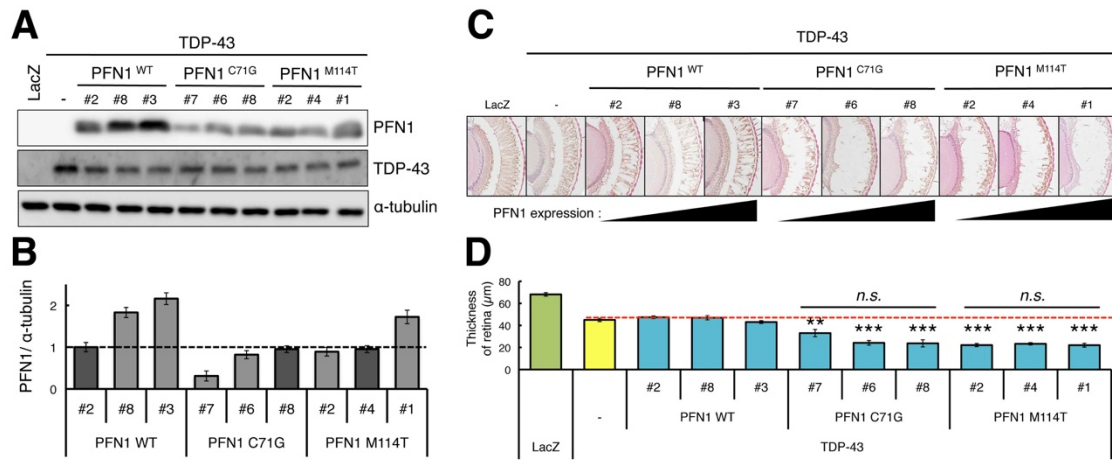 A
TDP-43
LacZ
PFN1 WT PFN1 C71G PFN1 M114T
- #2 #8 #3 #7 #6 #8 #2 #4 #1
PFN1
TDP-43
α-tubulin
B
PFN1/ α-tubulin
2
1
0
#2 #8 #3 #7 #6 #8 #2 #4 #1
PFN1 WT PFN1 C71G PFN1 M114T
C
TDP-43
PFN1 WT PFN1 C71G PFN1 M114T
LacZ - #2 #8 #3 #7 #6 #8 #2 #4 #1
PFN1 expression :
D
Thickness
of retina (µm)
80
60
40
20
0
n.s. n.s.
** *** *** *** *** ***
#2 #8 #3 #7 #6 #8 #2 #4 #1
- PFN1 WT PFN1 C71G PFN1 M114T
LacZ TDP-43